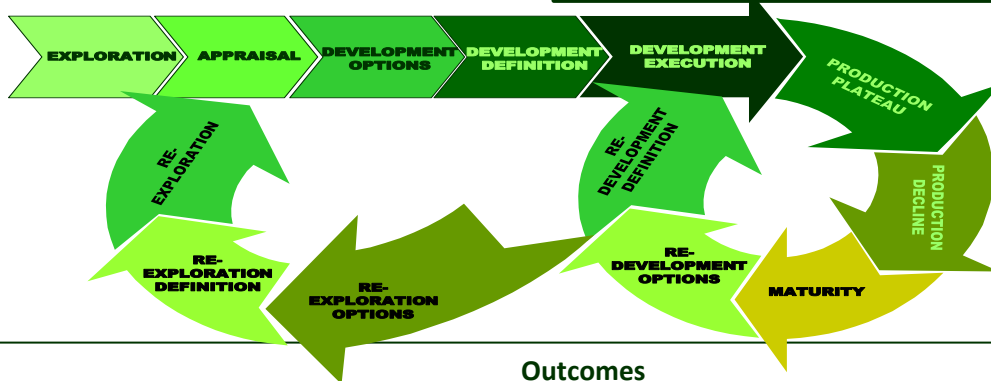 EXPLORATION
APPRAISAL
DEVELOPMENT
OPTIONS
DEVELOPMENT
DEFINITION
DEVELOPMENT
EXECUTION
PRODUCTION
PLATEAU
PRODUCTION
DECLINE
MATURITY
RE-
DEVELOPMENT
OPTIONS
RE-
DEVELOPMENT
DEFINITION
RE-
EXPLORATION
OPTIONS
RE-
EXPLORATION
DEFINITION
RE-
EXPLORATION
Outcomes